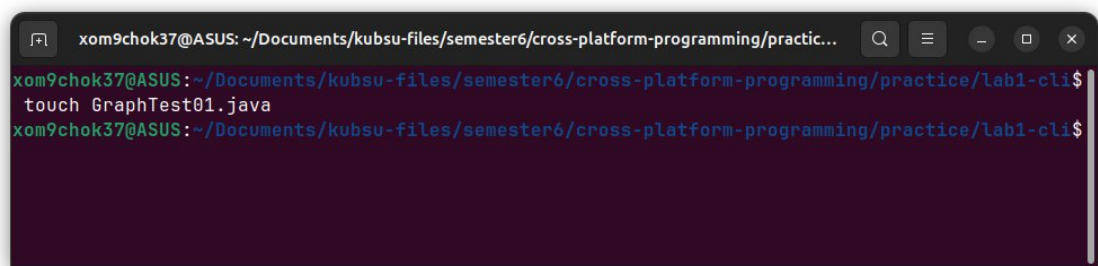 xom9chok37@ASUS: ~/Documents/kubsu-files/semester6/cross-platform-programming/practic...
xom9chok37@ASUS:~/Documents/kubsu-files/semester6/cross-platform-programming/practice/lab1-cli$
touch GraphTest01.java
xom9chok37@ASUS:~/Documents/kubsu-files/semester6/cross-platform-programming/practice/lab1-cli$